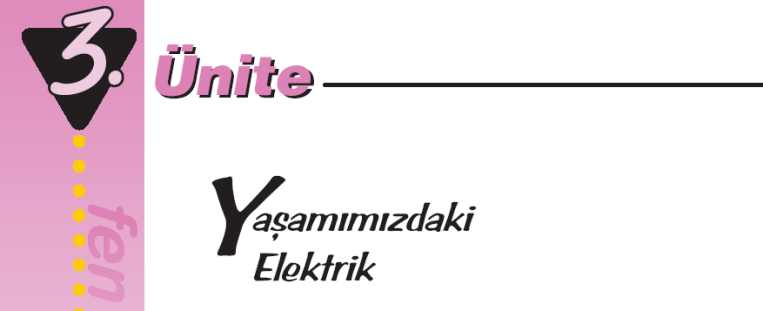 3.
Ünite
Yaşamımızdaki
Elektrik
fen